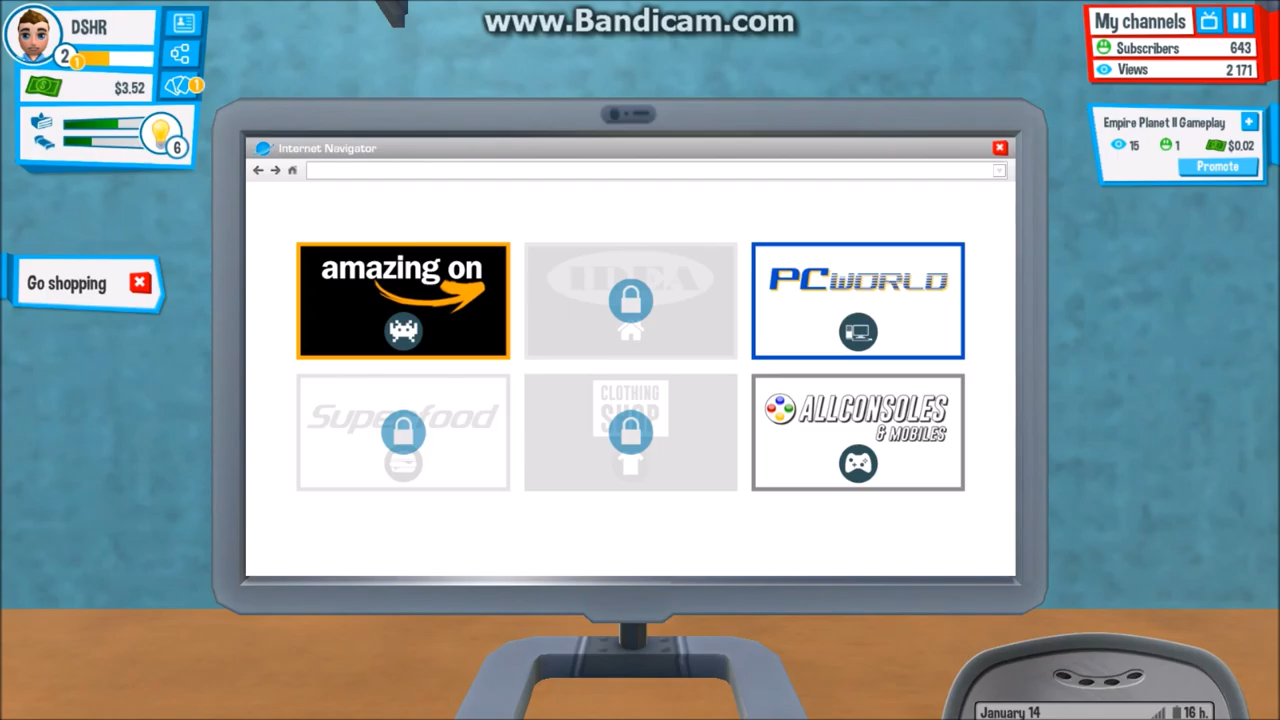 www.Bandicam.com
DSHR
2
1
$3.52
1
6
My channels
Subscribers 643
Views 2 171
Empire Planet II Gameplay
15 1 $0.02
Promote
Go shopping
Internet Navigator
amazing on
IDEA
PCWORLD
Superfood
CLOTHING
SHOP
ALLCONSOLES
& MOBILES
January 14 16 h.